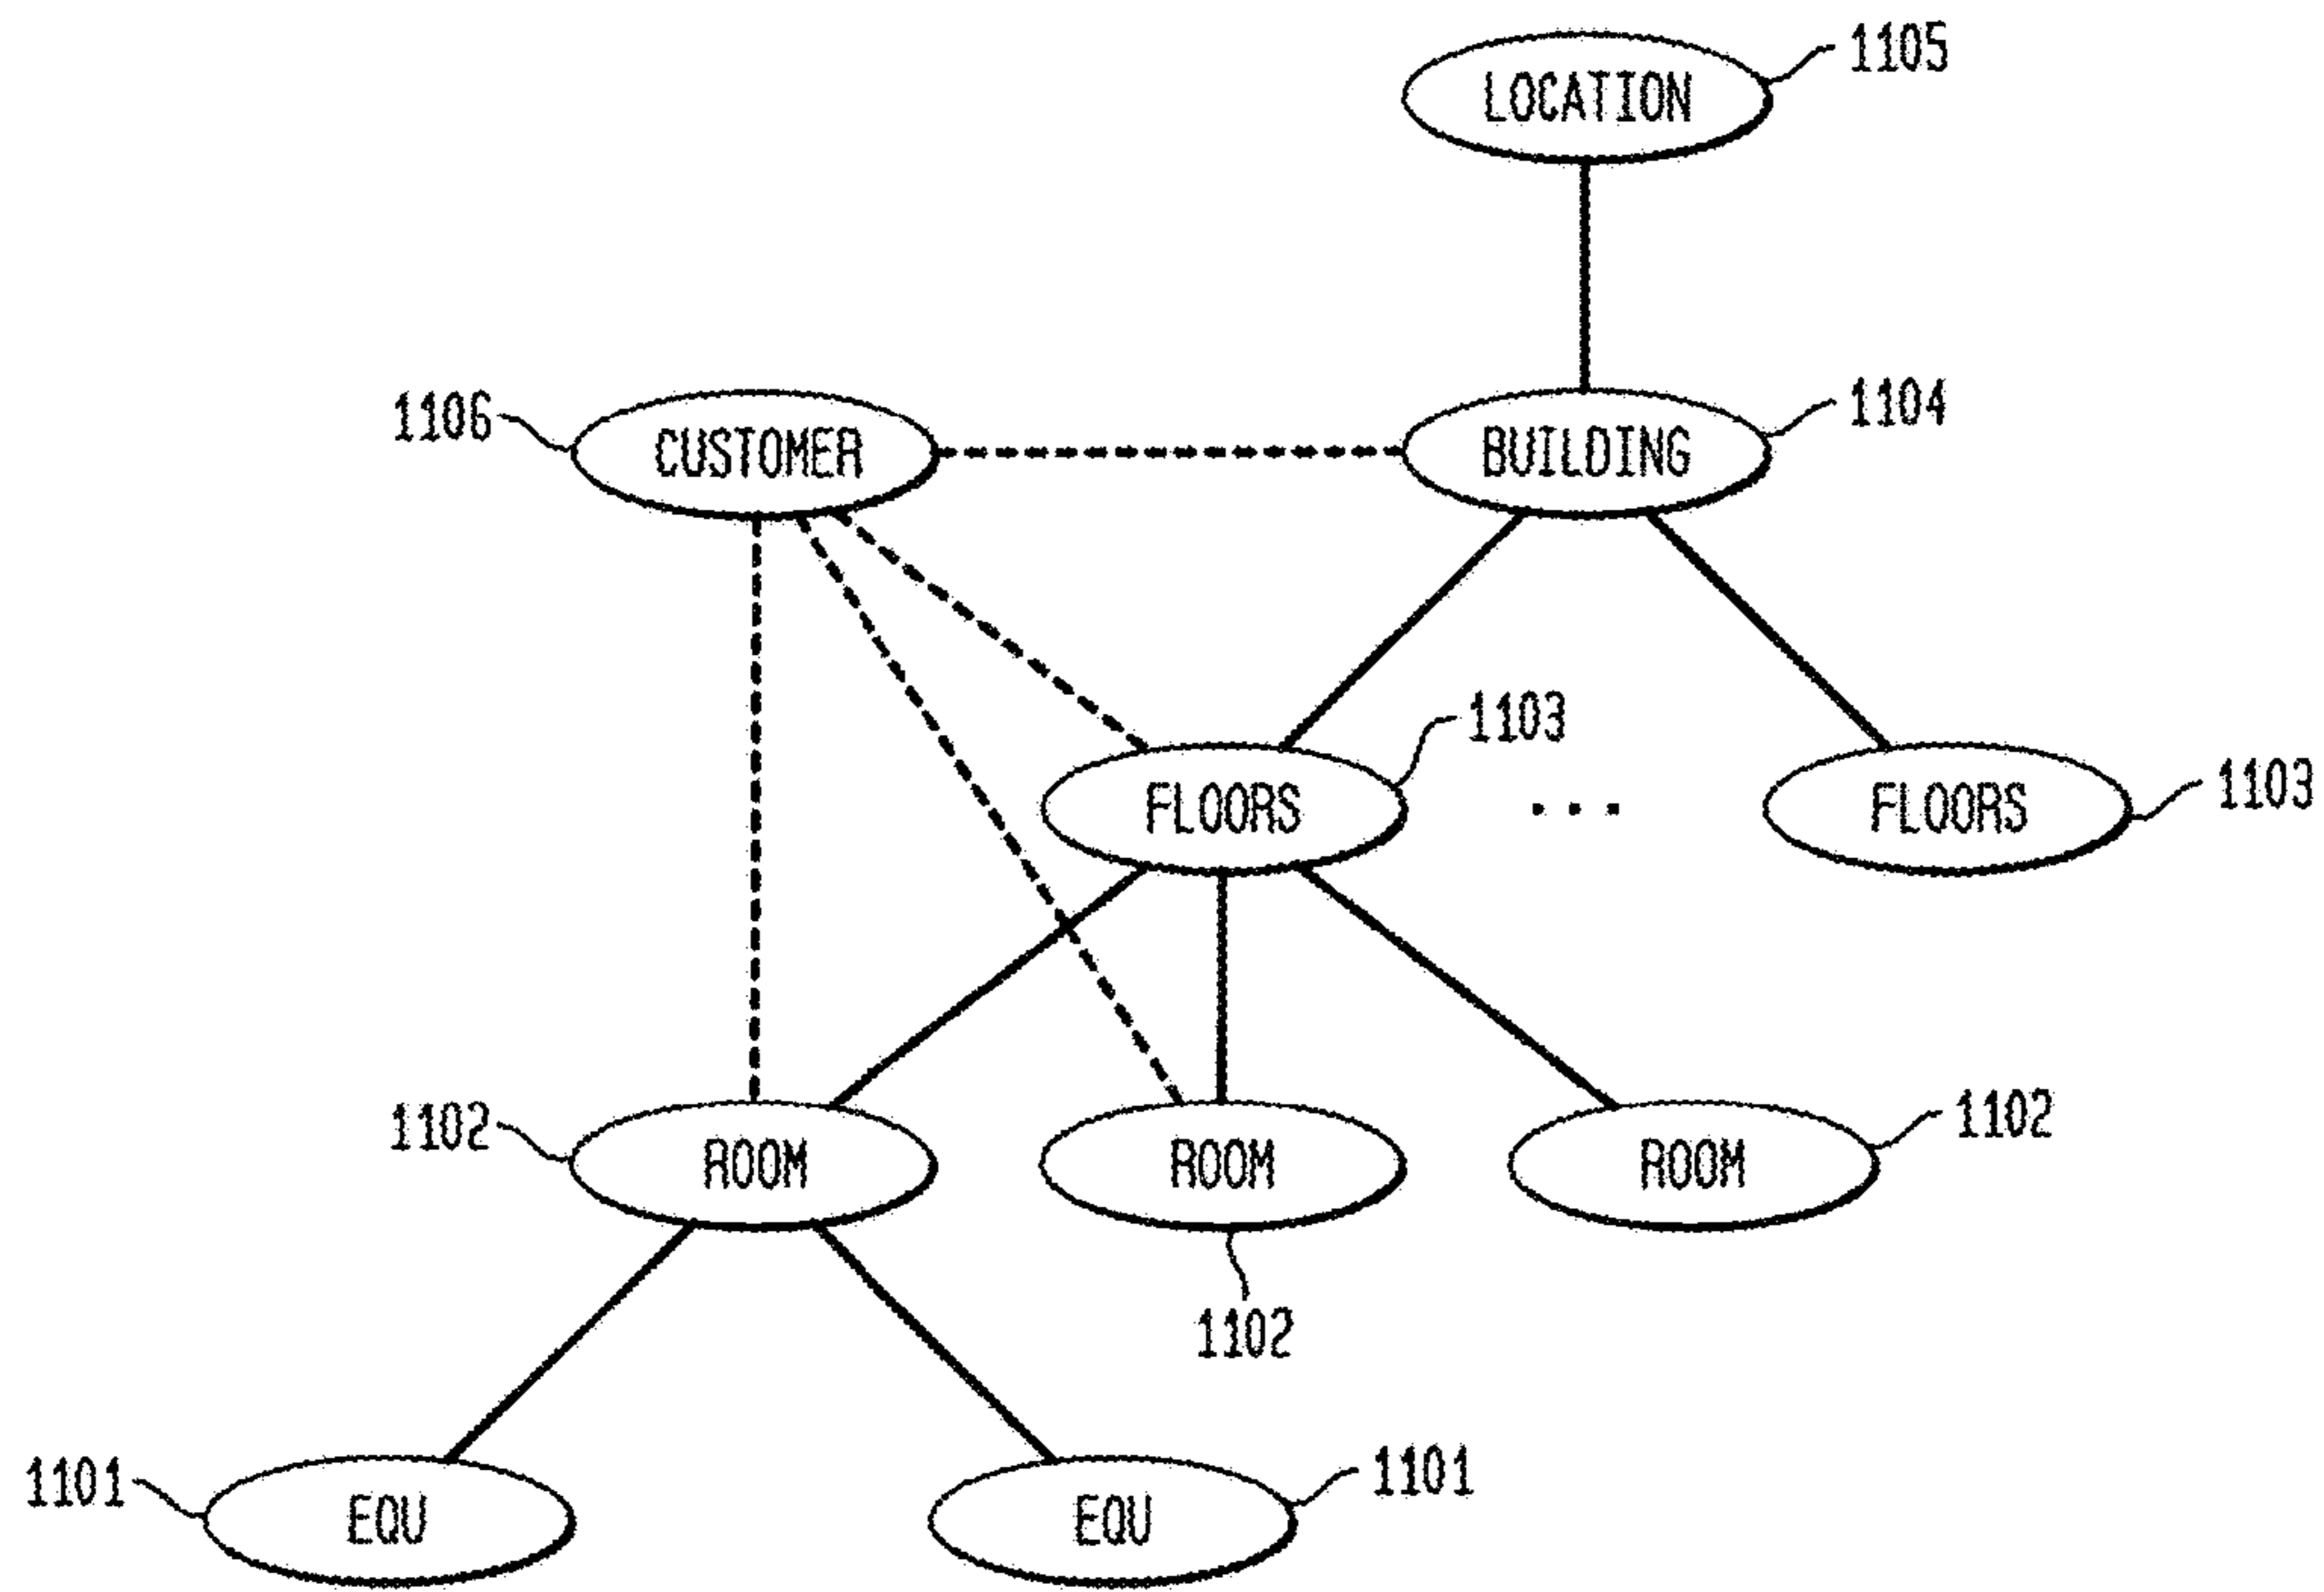 1105
LOCATION
1106
CUSTOMER
BUILDING
1104
1103
FLOORS
...
FLOORS
1103
1102
ROOM
ROOM
ROOM
1102
1102
1101
EQU
EQU
1101